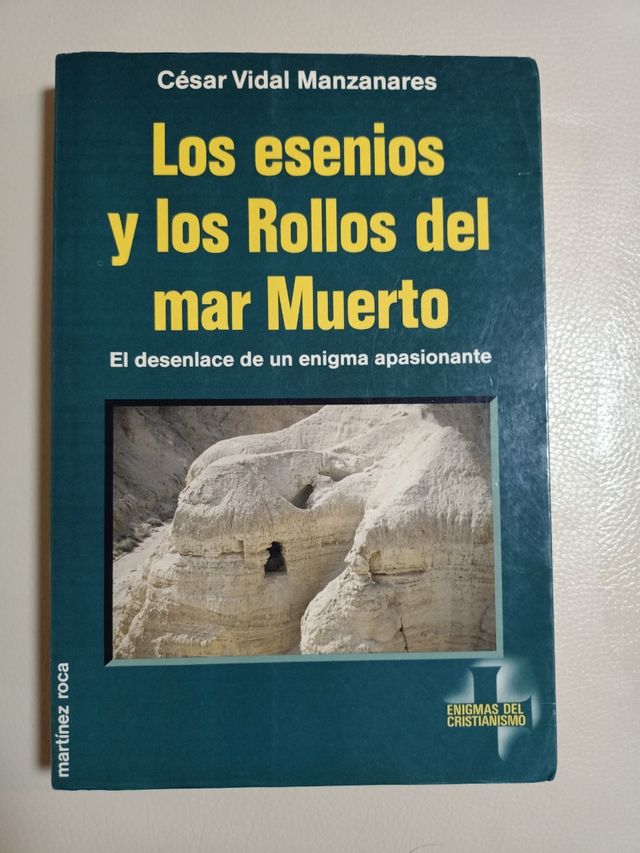 César Vidal Manzanares
Los esenios
y los Rollos del
mar Muerto
El desenlace de un enigma apasionante
ENIGMAS DEL
CRISTIANISMO
martínez roca